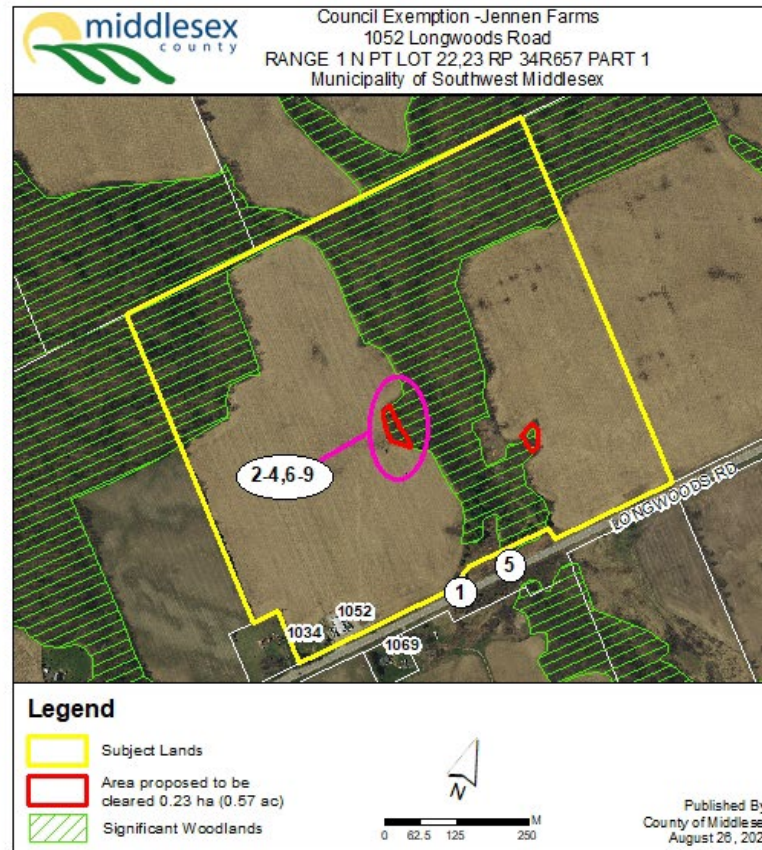 middlesex
county
Council Exemption -Jennen Farms
1052 Longwoods Road
RANGE 1 N PT LOT 22,23 RP 34R657 PART 1
Municipality of Southwest Middlesex
2-4,6-9
LONGWOODS RD
5
1
1052
1034
1069
Legend
Subject Lands
Area proposed to be
cleared 0.23 ha (0.57 ac)
Significant Woodlands
N
M
0 62.5 125 250
Published By
County of Middlese
August 26, 202